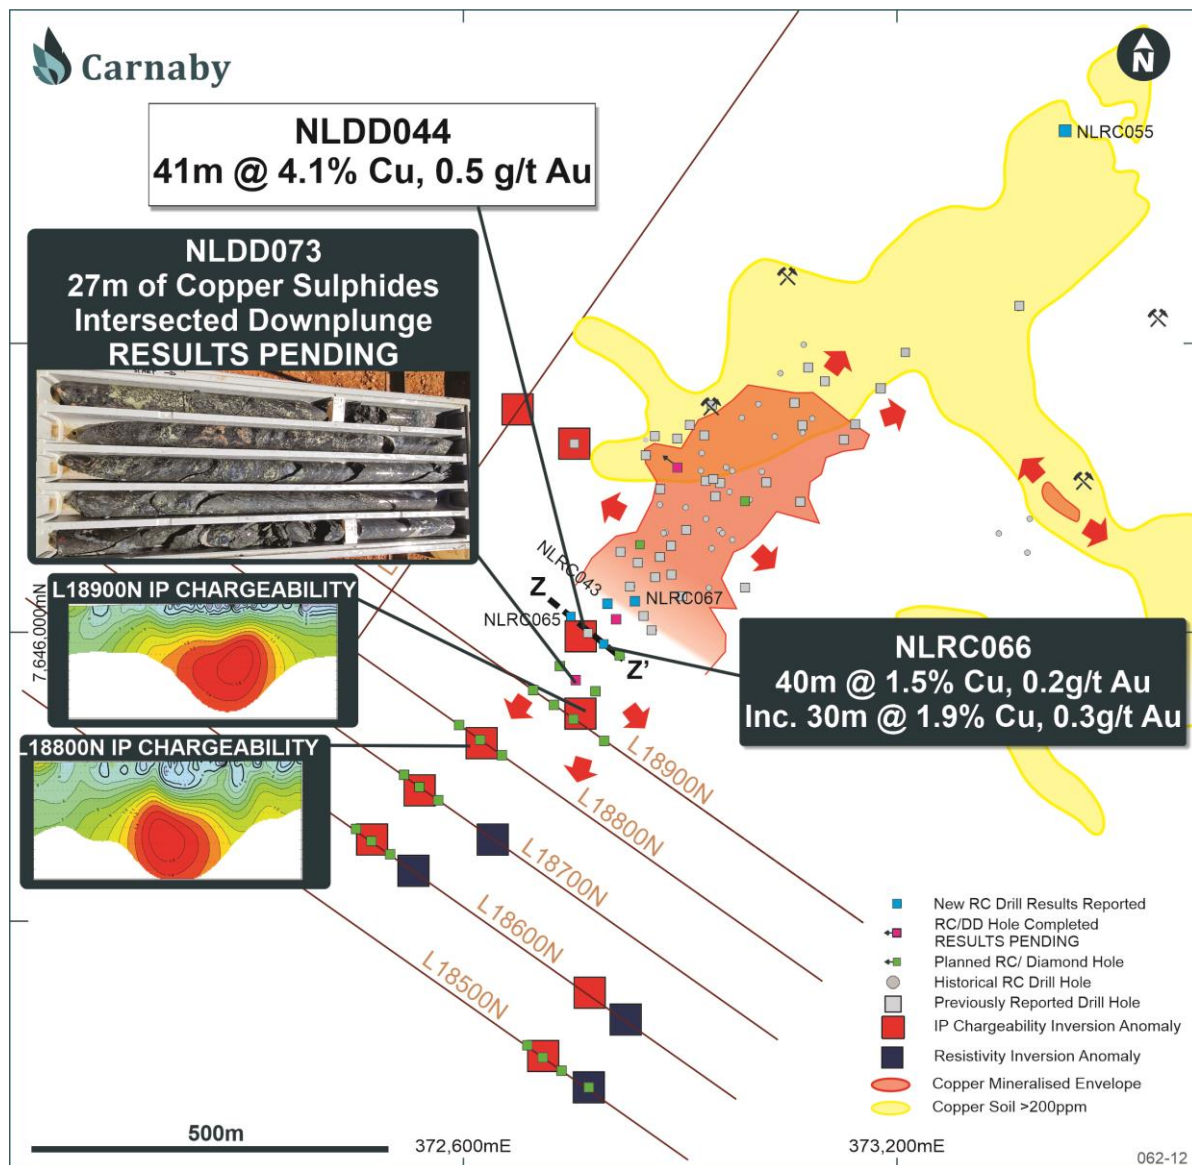 Carnaby
N
NLDD044
41m @ 4.1% Cu, 0.5 g/t Au
NLRC055
NLDD073
27m of Copper Sulphides
Intersected Downplunge
RESULTS PENDING
NLRC043
Z
NLRC065
NLRC067
Z'
L18900N IP CHARGEABILITY
7,646,000mN
NLRC066
40m @ 1.5% Cu, 0.2g/t Au
Inc. 30m @ 1.9% Cu, 0.3g/t Au
L18800N IP CHARGEABILITY
L18900N
L18800N
L18700N
L18600N
L18500N
New RC Drill Results Reported
RC/DD Hole Completed
RESULTS PENDING
Planned RC/ Diamond Hole
Historical RC Drill Hole
Previously Reported Drill Hole
IP Chargeability Inversion Anomaly
Resistivity Inversion Anomaly
Copper Mineralised Envelope
Copper Soil >200ppm
500m
372,600mE
373,200mE
062-12